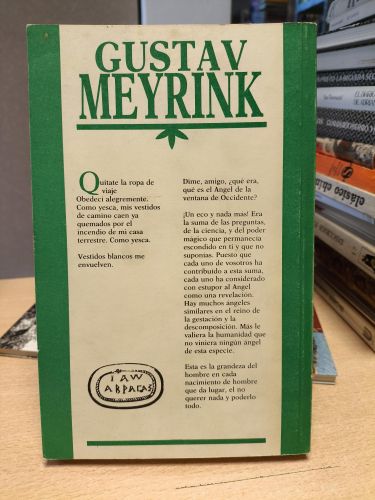 GUSTAV
MEYRINK
Quítate la ropa de
viaje
Obedecí alegremente.
Como yesca, mis vestidos
de camino caen ya
quemados por el
incendio de mi casa
terrestre. Como yesca.
Vestidos blancos me
envuelven.
Dime, amigo, ¿qué era,
qué es el Angel de la
ventana de Occidente?
¡Un eco y nada mas! Era
la suma de las preguntas,
de la ciencia, y del poder
mágico que permanecía
escondido en ti y que no
suponías. Puesto que
cada uno de vosotros ha
contribuido a esta suma,
cada uno ha considerado
con estupor al Angel
como una revelación.
Hay muchos ángeles
similares en el reino de
la gestación y la
descomposición. Más le
valiera la humanidad que
no viniera ningún ángel
de esta especie.
Esta es la grandeza del
hombre en cada
nacimiento de hombre
que da lugar, el no
querer nada y poderlo
todo.
IAW
ABPACAS
clásico